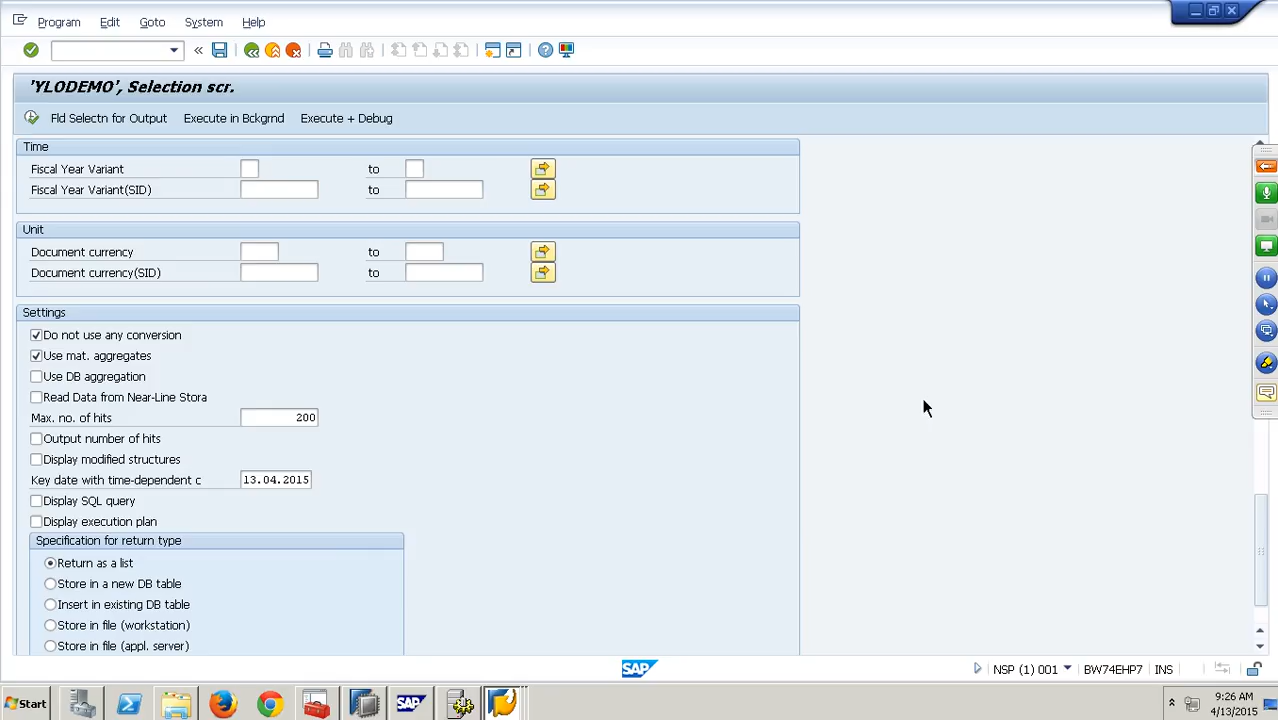 Program Edit Goto System Help
'YLODEMO', Selection scr.
Fld Selectn for Output Execute in Bckgrnd Execute + Debug
Time
Fiscal Year Variant to
Fiscal Year Variant(SID) to
Unit
Document currency to
Document currency(SID) to
Settings
Do not use any conversion
Use mat. aggregates
Use DB aggregation
Read Data from Near-Line Stora
Max. no. of hits 200
Output number of hits
Display modified structures
Key date with time-dependent c 13.04.2015
Display SQL query
Display execution plan
Specification for return type
Return as a list
Store in a new DB table
Insert in existing DB table
Store in file (workstation)
Store in file (appl. server)
SAP NSP (1) 001 BW74EHP7 INS
Start SAP 9:26 AM
4/13/2015